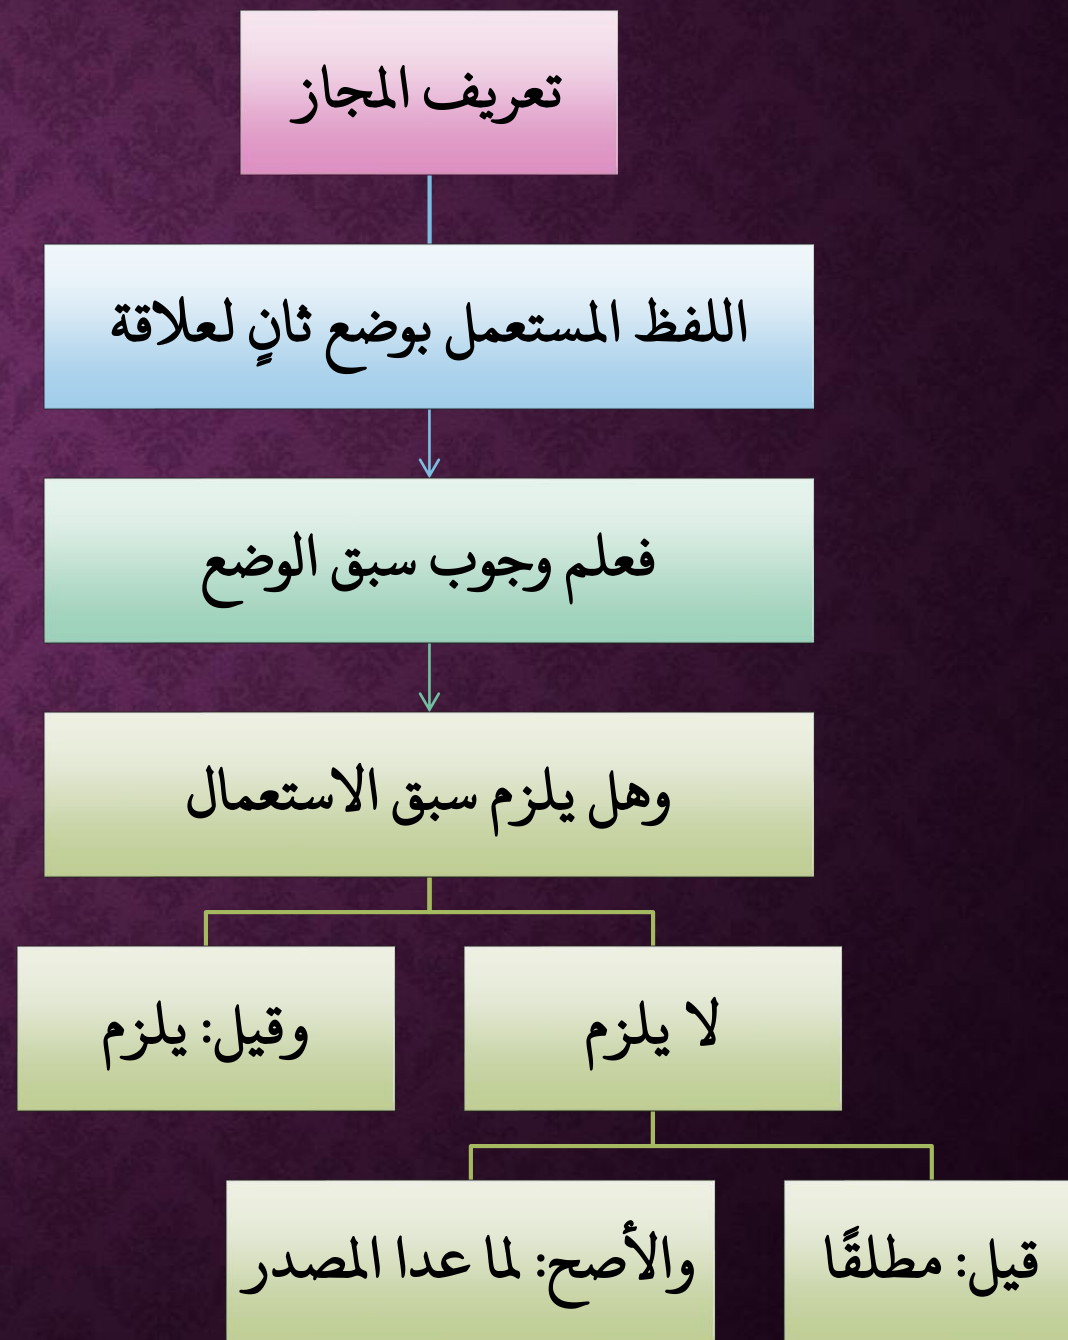 تعريف المجاز
اللفظ المستعمل بوضع ثانٍ لعلاقة
فعلم وجوب سبق الوضع
وهل يلزم سبق الاستعمال
لا يلزم
وقيل: يلزم
قيل: مطلقًا
والأصح: لما عدا المصدر